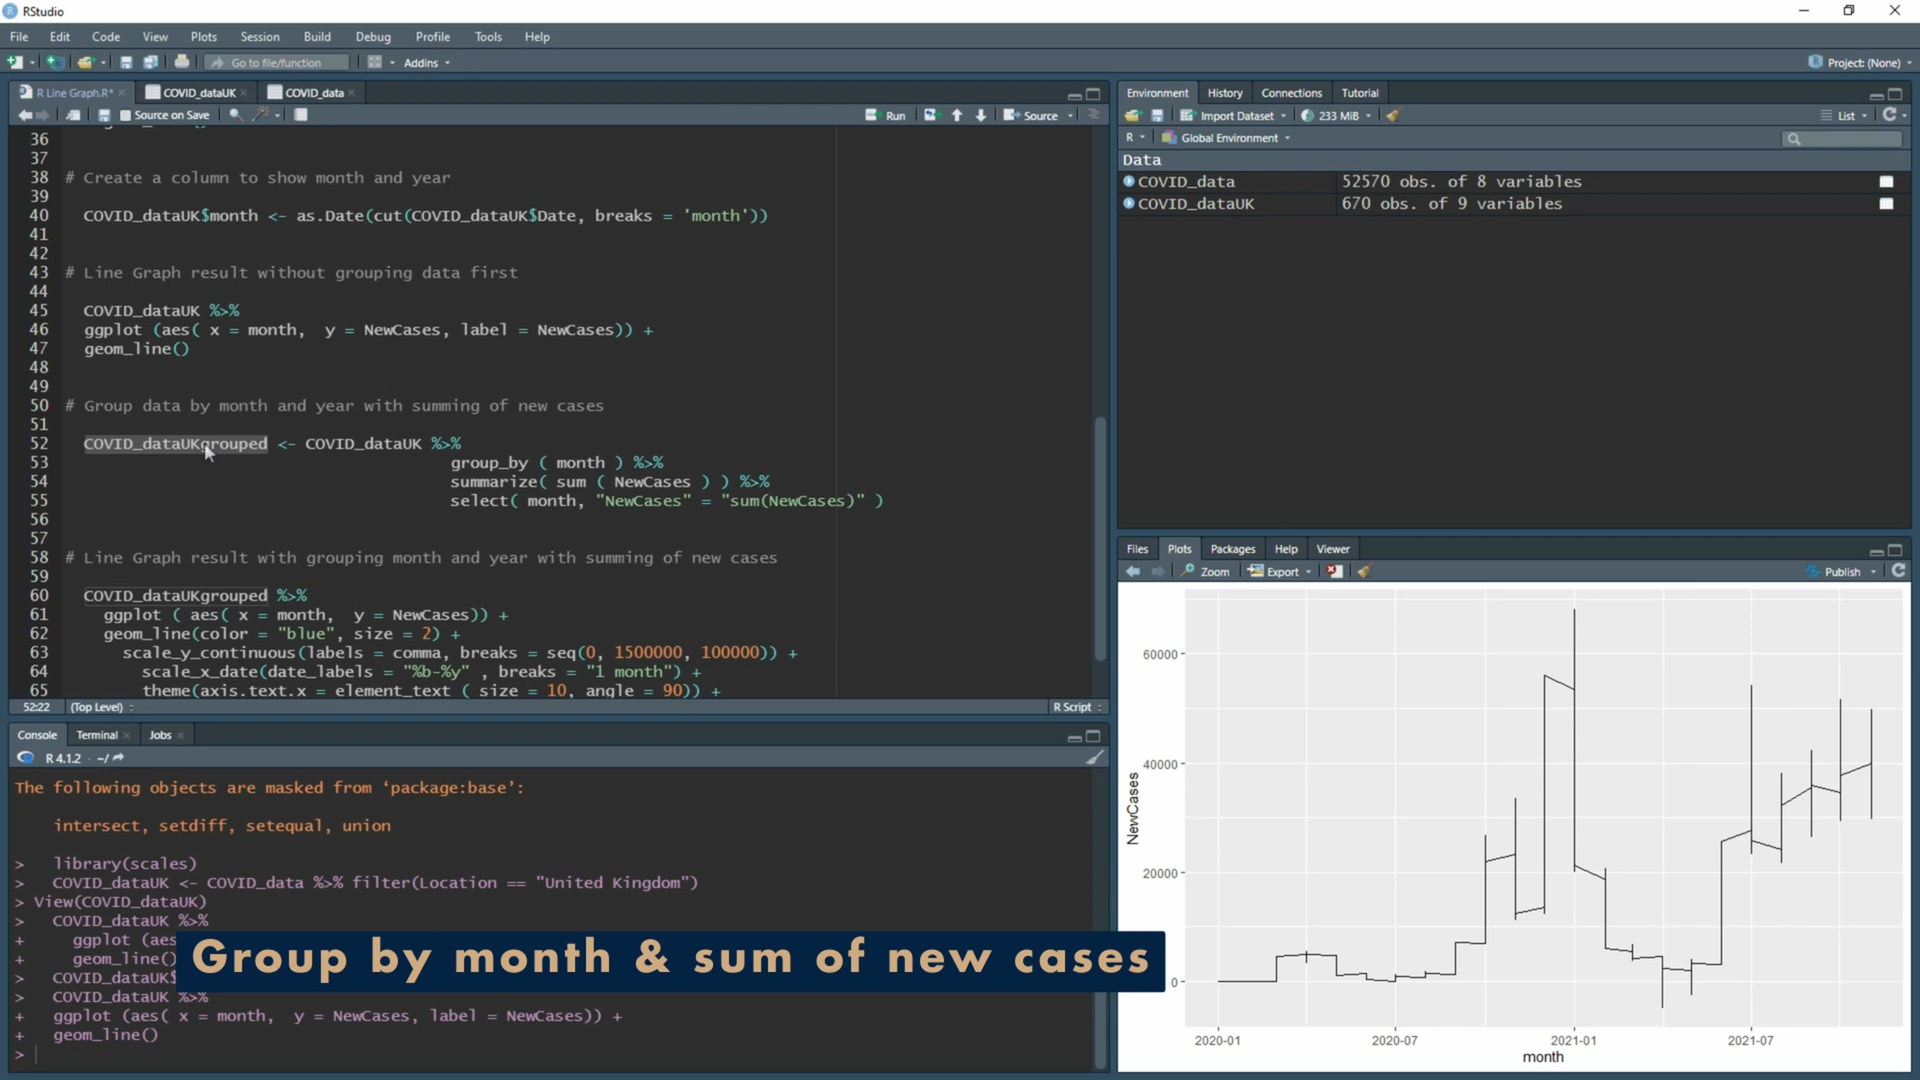 RStudio
File Edit Code View Plots Session Build Debug Profile Tools Help
Go to file/function Addins Project: (None)
R Line Graph.R* COVID_dataUK COVID_data
Source on Save Run Source
36
37
38 # Create a column to show month and year
39
40 COVID_dataUK$month <- as.Date(cut(COVID_dataUK$Date, breaks = 'month'))
41
42
43 # Line Graph result without grouping data first
44
45 COVID_dataUK %>%
46 ggplot (aes( x = month, y = NewCases, label = NewCases)) +
47 geom_line()
48
49
50 # Group data by month and year with summing of new cases
51
52 COVID_dataUKgrouped <- COVID_dataUK %>%
53 group_by ( month ) %>%
54 summarize( sum ( NewCases ) ) %>%
55 select( month, "NewCases" = "sum(NewCases)" )
56
57
58 # Line Graph result with grouping month and year with summing of new cases
59
60 COVID_dataUKgrouped %>%
61 ggplot ( aes( x = month, y = NewCases)) +
62 geom_line(color = "blue", size = 2) +
63 scale_y_continuous(labels = comma, breaks = seq(0, 1500000, 100000)) +
64 scale_x_date(date_labels = "%b-%y" , breaks = "1 month") +
65 theme(axis.text.x = element_text ( size = 10, angle = 90)) +
52:22 (Top Level) R Script
Console Terminal Jobs
R 4.1.2 · ~/
The following objects are masked from ‘package:base’:
intersect, setdiff, setequal, union
> library(scales)
> COVID_dataUK <- COVID_data %>% filter(Location == "United Kingdom")
> View(COVID_dataUK)
> COVID_dataUK %>%
+ ggplot (aes
+ geom_line()
> COVID_dataUK$
> COVID_dataUK %>%
+ ggplot (aes( x = month, y = NewCases, label = NewCases)) +
+ geom_line()
>
Group by month & sum of new cases
Environment History Connections Tutorial
Import Dataset 233 MiB List
R Global Environment
Data
COVID_data 52570 obs. of 8 variables
COVID_dataUK 670 obs. of 9 variables
Files Plots Packages Help Viewer
Zoom Export Publish
60000
40000
20000
0
NewCases
2020-01 2020-07 2021-01 2021-07
month